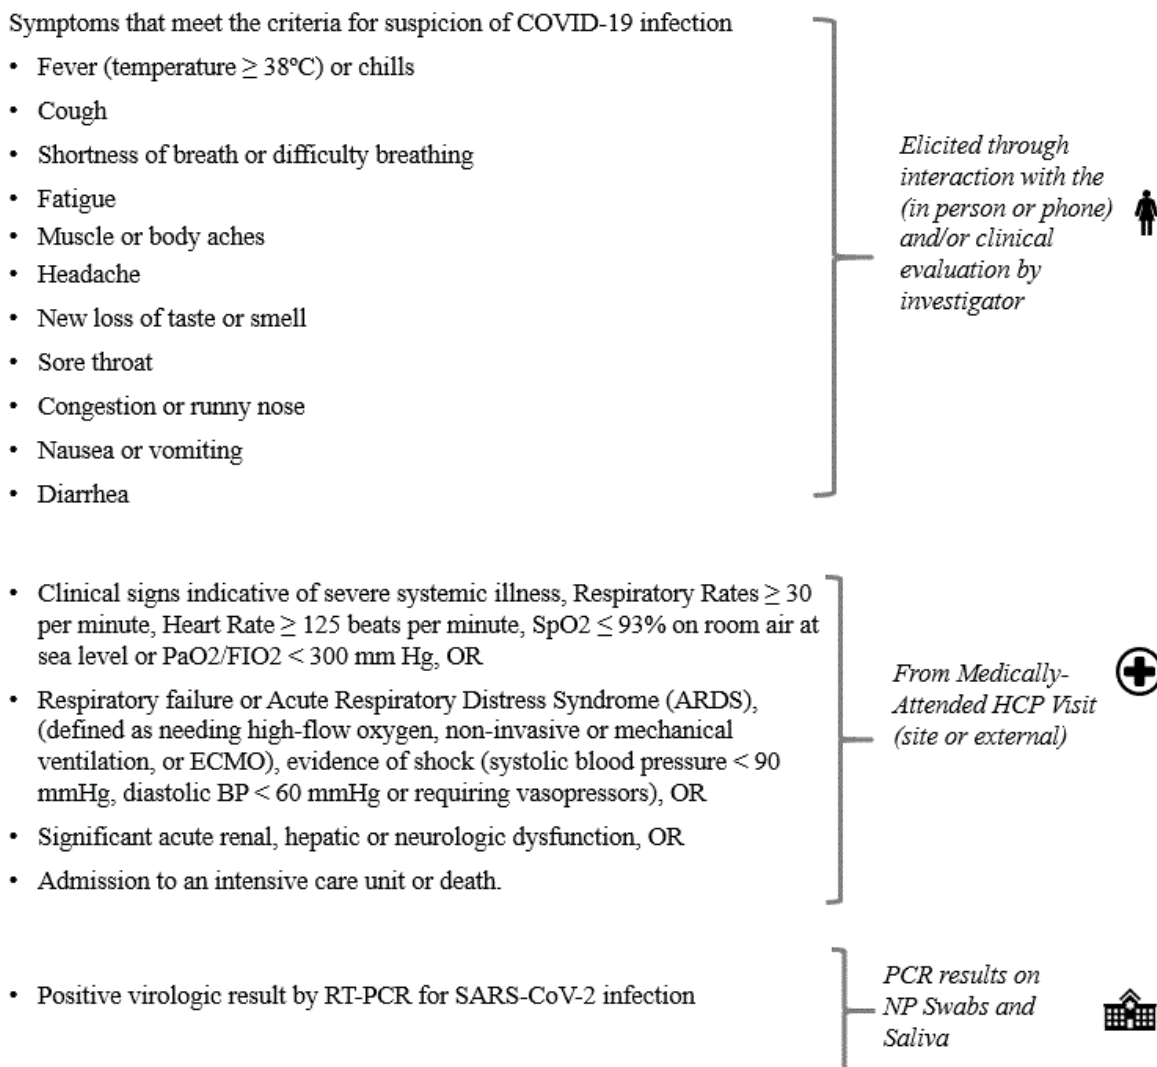 Symptoms that meet the criteria for suspicion of COVID-19 infection
• Fever (temperature ≥ 38ºC) or chills
• Cough
• Shortness of breath or difficulty breathing
• Fatigue
• Muscle or body aches
• Headache
• New loss of taste or smell
• Sore throat
• Congestion or runny nose
• Nausea or vomiting
• Diarrhea
Elicited through
interaction with the
(in person or phone)
and/or clinical
evaluation by
investigator
• Clinical signs indicative of severe systemic illness, Respiratory Rates ≥ 30
per minute, Heart Rate ≥ 125 beats per minute, SpO2 ≤ 93% on room air at
sea level or PaO2/FIO2 < 300 mm Hg, OR
• Respiratory failure or Acute Respiratory Distress Syndrome (ARDS),
(defined as needing high-flow oxygen, non-invasive or mechanical
ventilation, or ECMO), evidence of shock (systolic blood pressure < 90
mmHg, diastolic BP < 60 mmHg or requiring vasopressors), OR
• Significant acute renal, hepatic or neurologic dysfunction, OR
• Admission to an intensive care unit or death.
From Medically-
Attended HCP Visit
(site or external)
• Positive virologic result by RT-PCR for SARS-CoV-2 infection
PCR results on
NP Swabs and
Saliva